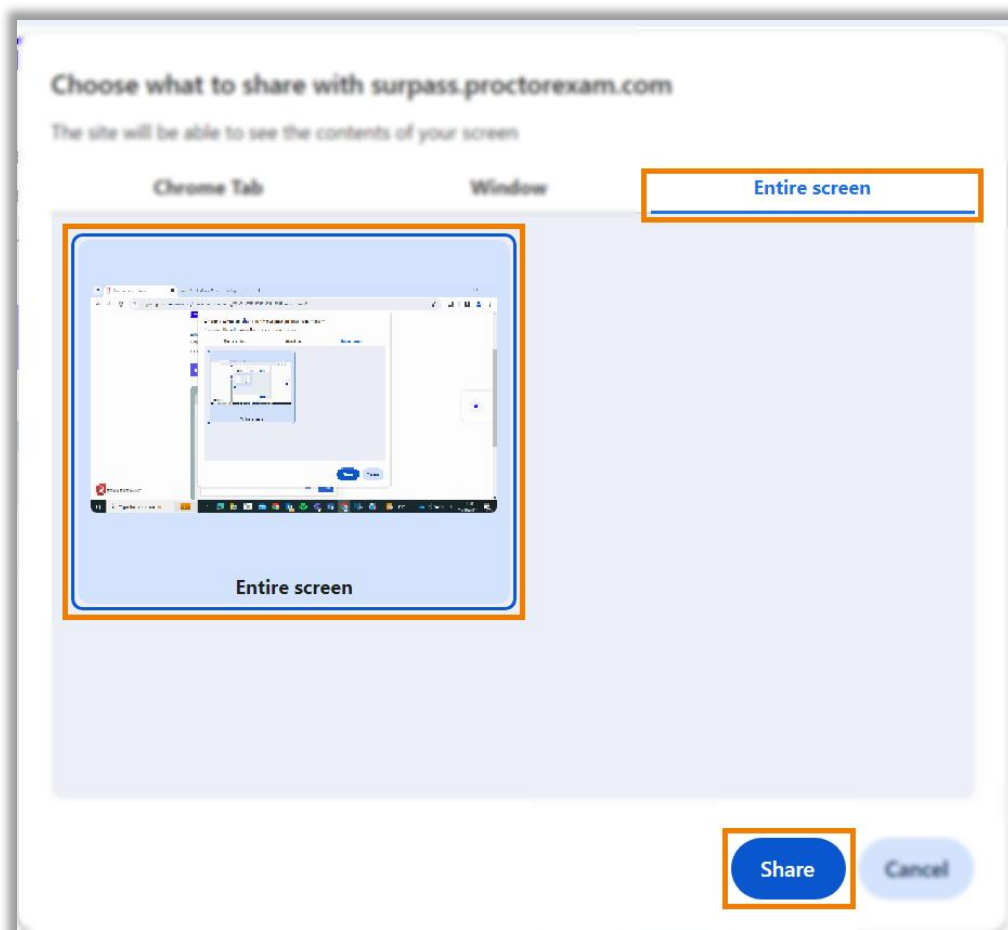 Choose what to share with surpass.proctorexam.com
The site will be able to see the contents of your screen
Chrome Tab
Window
Entire screen
Entire screen
Share
Cancel